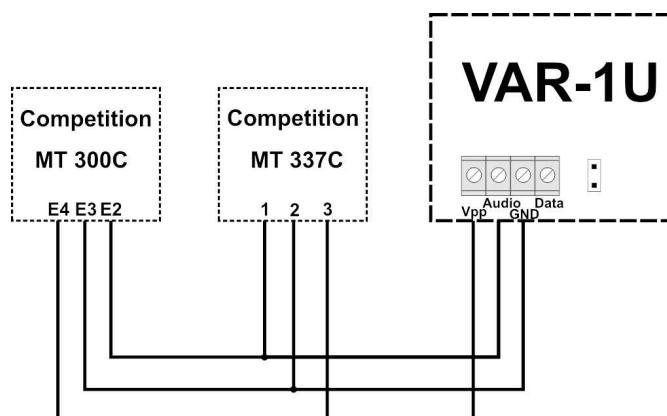 Competition
MT 300C
E4 E3 E2
Competition
MT 337C
1 2 3
VAR-1U
Vpp Audio GND Data